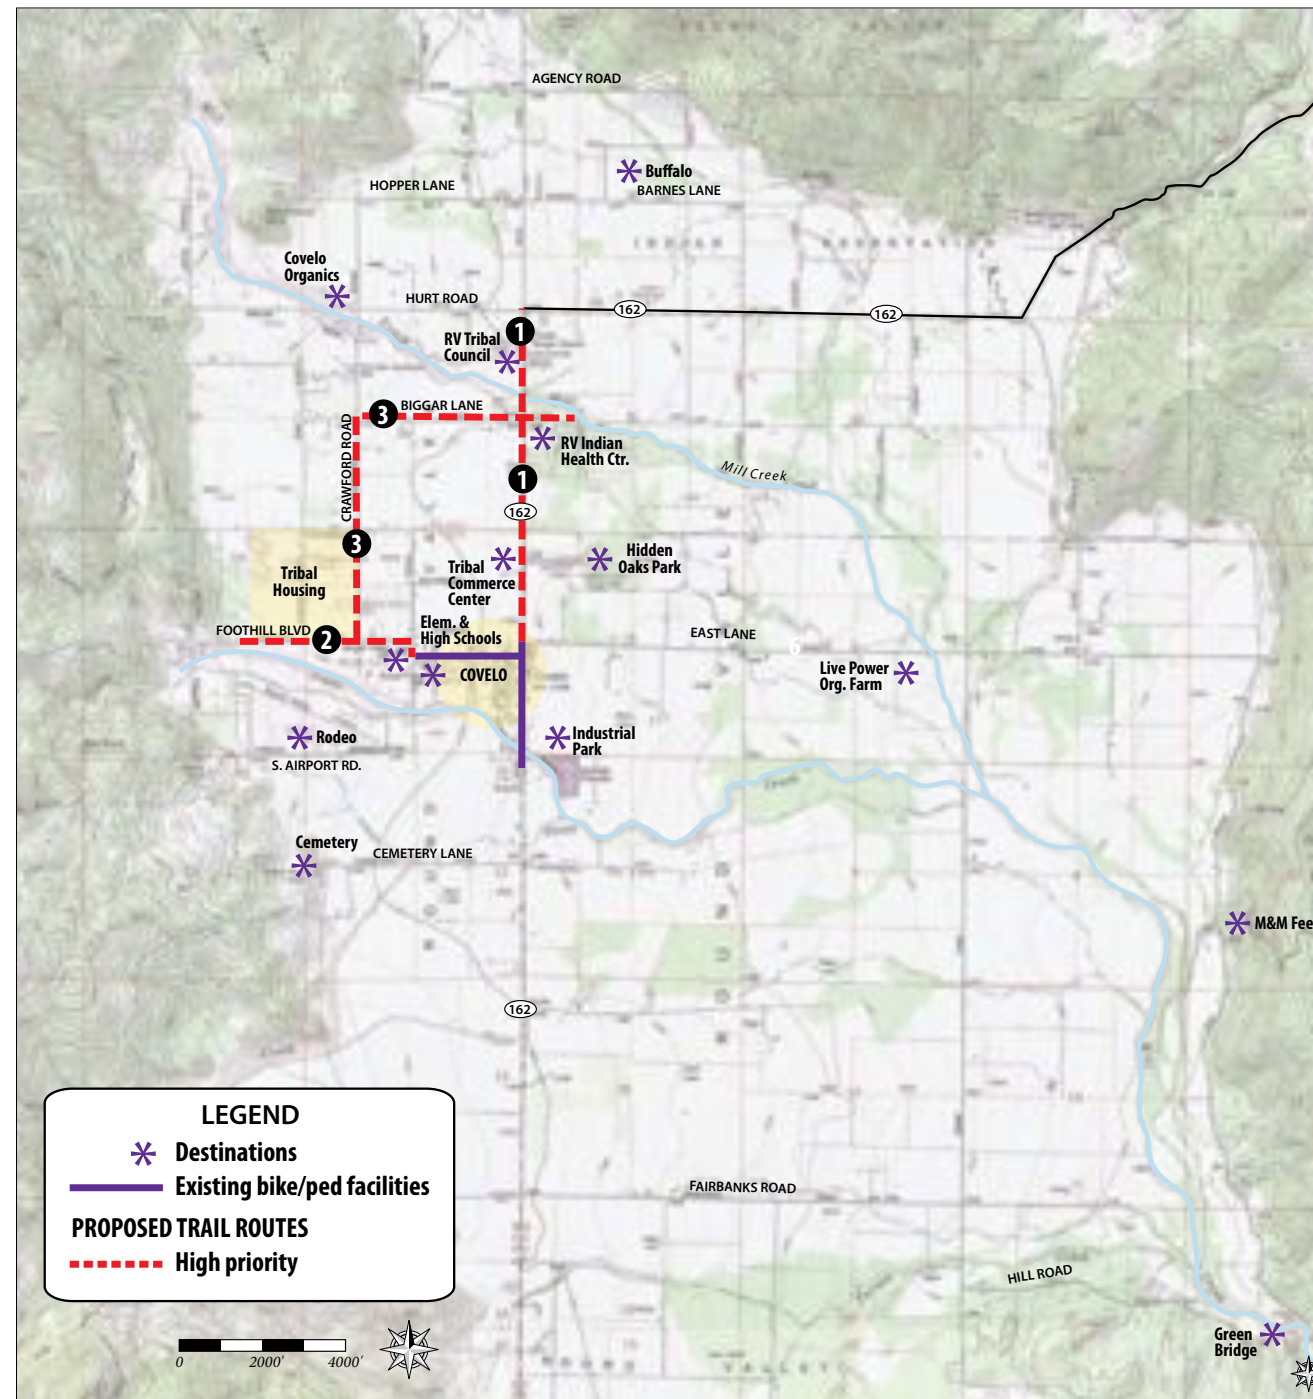 AGENCY ROAD
Buffalo
BARNES LANE
HOPPER LANE
Covelo
Organics
HURT ROAD
162
162
1
RV Tribal
Council
BIGGAR LANE
3
CRAWFORD ROAD
RV Indian
Health Ctr.
Mill Creek
1
162
3
Tribal
Housing
Tribal
Commerce
Center
Hidden
Oaks Park
Elem. &
High Schools
FOOTHILL BLVD
2
EAST LANE
6
COVELO
Live Power
Org. Farm
Rodeo
S. AIRPORT RD.
Industrial
Park
Cemetery
CEMETERY LANE
M&M Fee
162
FAIRBANKS ROAD
HILL ROAD
Green
Bridge
LEGEND
Destinations
Existing bike/ped facilities
PROPOSED TRAIL ROUTES
High priority
0 2000' 4000'